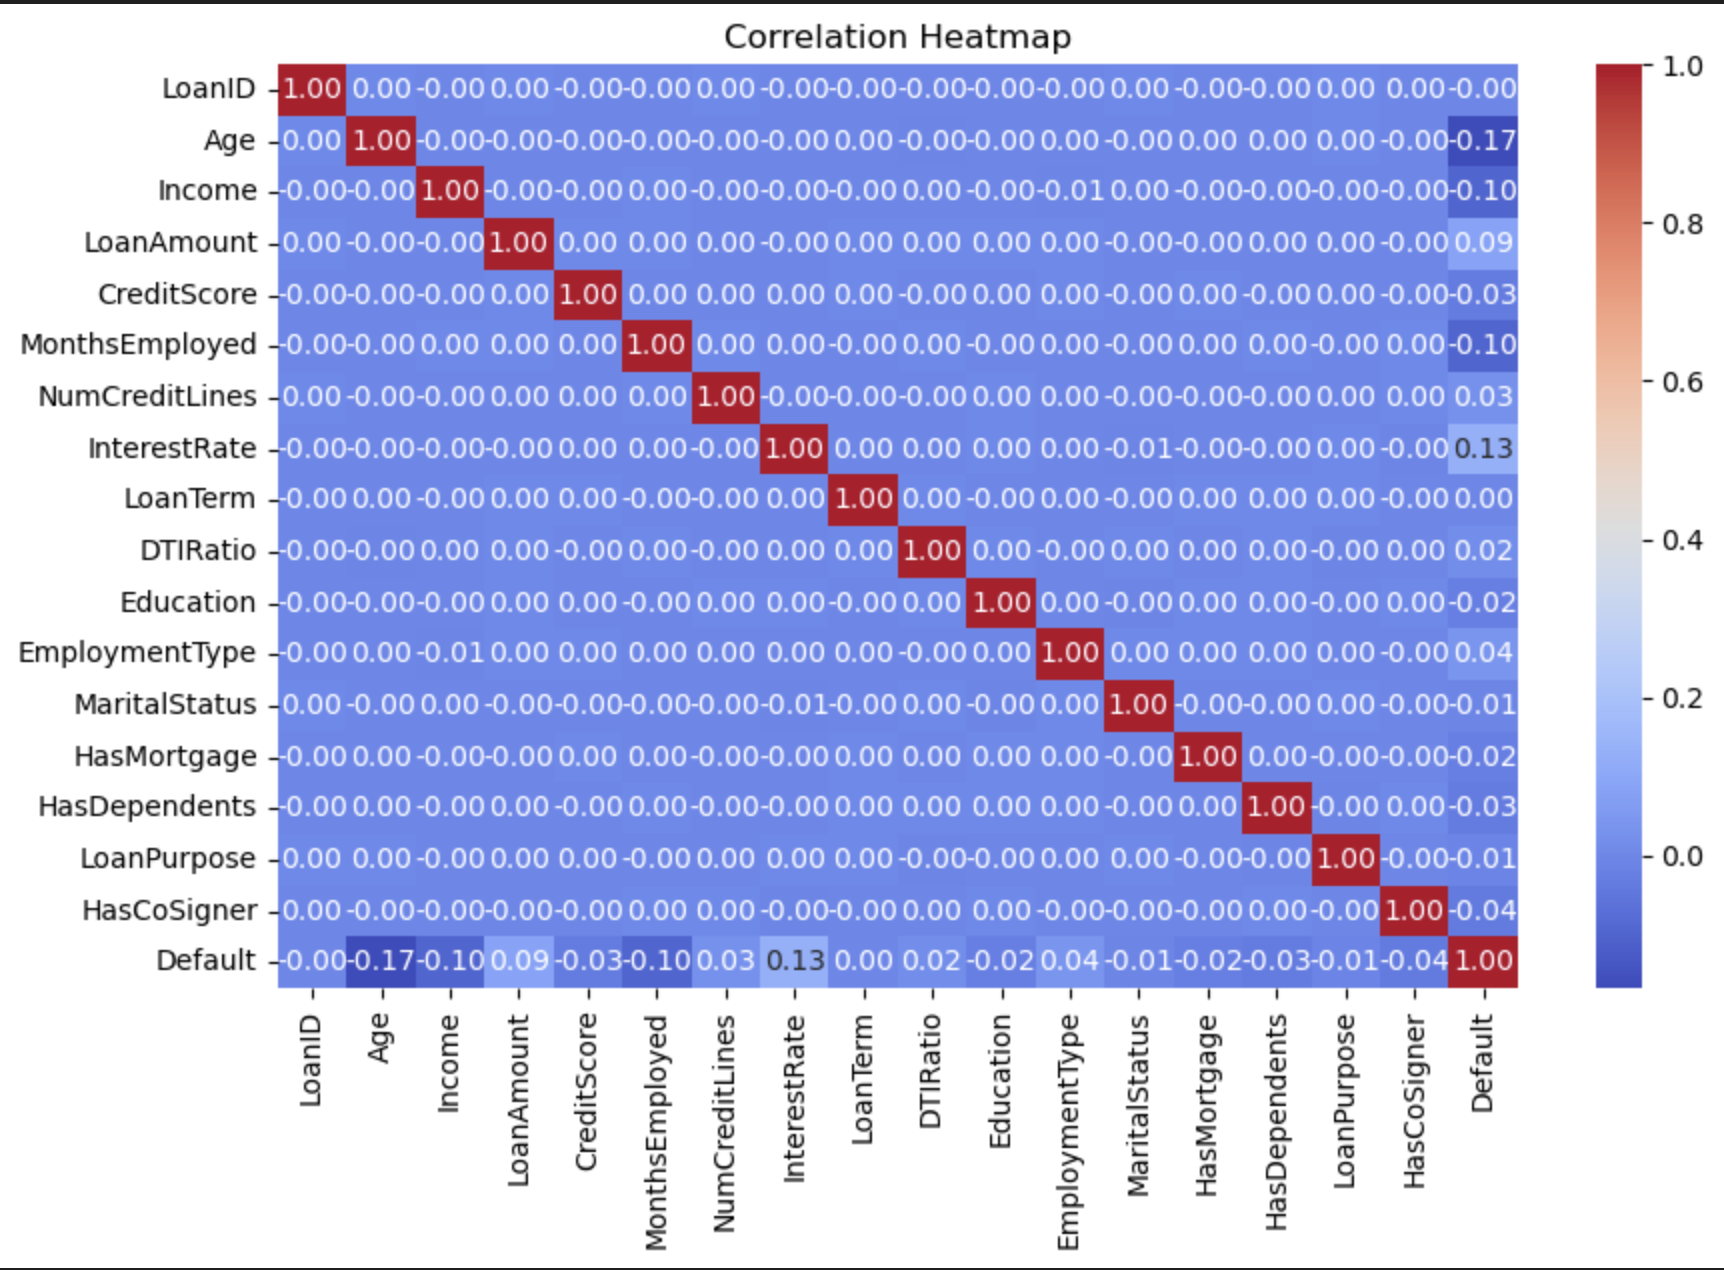 Correlation Heatmap
LoanID 1.00 0.00 -0.00 0.00 -0.00 -0.00 0.00 -0.00 -0.00 -0.00 -0.00 -0.00 0.00 -0.00 -0.00 0.00 0.00 -0.00 1.0
Age 0.00 1.00 -0.00 -0.00 -0.00 -0.00 -0.00 -0.00 0.00 -0.00 -0.00 0.00 -0.00 0.00 0.00 0.00 -0.00 -0.17
Income -0.00 -0.00 1.00 -0.00 -0.00 0.00 -0.00 -0.00 -0.00 0.00 -0.00 -0.01 0.00 -0.00 -0.00 -0.00 -0.00 -0.10
LoanAmount 0.00 -0.00 -0.00 1.00 0.00 0.00 0.00 -0.00 0.00 0.00 0.00 0.00 -0.00 -0.00 0.00 0.00 -0.00 0.09 0.8
CreditScore -0.00 -0.00 -0.00 0.00 1.00 0.00 0.00 0.00 0.00 -0.00 0.00 0.00 -0.00 0.00 -0.00 0.00 -0.00 -0.03
MonthsEmployed -0.00 -0.00 0.00 0.00 0.00 1.00 0.00 0.00 -0.00 0.00 -0.00 0.00 -0.00 0.00 0.00 -0.00 0.00 -0.10
NumCreditLines 0.00 -0.00 -0.00 0.00 0.00 0.00 1.00 -0.00 -0.00 -0.00 0.00 0.00 -0.00 0.00 -0.00 0.00 0.00 0.03 0.6
InterestRate -0.00 -0.00 -0.00 -0.00 0.00 0.00 -0.00 1.00 0.00 0.00 0.00 0.00 -0.01 -0.00 -0.00 0.00 -0.00 0.13
LoanTerm -0.00 0.00 -0.00 0.00 0.00 -0.00 -0.00 0.00 1.00 0.00 -0.00 0.00 -0.00 0.00 0.00 0.00 -0.00 0.00
DTIRatio -0.00 -0.00 0.00 0.00 -0.00 0.00 -0.00 0.00 0.00 1.00 0.00 -0.00 0.00 0.00 0.00 -0.00 0.00 0.02 0.4
Education -0.00 -0.00 -0.00 0.00 0.00 -0.00 0.00 0.00 -0.00 0.00 1.00 0.00 -0.00 0.00 0.00 -0.00 0.00 -0.02
EmploymentType -0.00 0.00 -0.01 0.00 0.00 0.00 0.00 0.00 0.00 -0.00 0.00 1.00 0.00 0.00 0.00 0.00 -0.00 0.04
MaritalStatus 0.00 -0.00 0.00 -0.00 -0.00 -0.00 -0.00 -0.01 -0.00 0.00 -0.00 0.00 1.00 -0.00 -0.00 0.00 -0.00 -0.01 0.2
HasMortgage -0.00 0.00 -0.00 -0.00 0.00 0.00 0.00 -0.00 0.00 0.00 0.00 0.00 -0.00 1.00 0.00 -0.00 -0.00 -0.02
HasDependents -0.00 0.00 -0.00 0.00 -0.00 0.00 -0.00 -0.00 0.00 0.00 0.00 0.00 -0.00 0.00 1.00 -0.00 0.00 -0.03
LoanPurpose 0.00 0.00 -0.00 0.00 0.00 -0.00 0.00 0.00 0.00 -0.00 -0.00 0.00 0.00 -0.00 -0.00 1.00 -0.00 -0.01 0.0
HasCoSigner 0.00 -0.00 -0.00 -0.00 -0.00 0.00 0.00 -0.00 -0.00 0.00 0.00 -0.00 -0.00 -0.00 0.00 -0.00 1.00 -0.04
Default -0.00 -0.17 -0.10 0.09 -0.03 -0.10 0.03 0.13 0.00 0.02 -0.02 0.04 -0.01 -0.02 -0.03 -0.01 -0.04 1.00
LoanID Age Income LoanAmount CreditScore MonthsEmployed NumCreditLines InterestRate LoanTerm DTIRatio Education EmploymentType MaritalStatus HasMortgage HasDependents LoanPurpose HasCoSigner Default